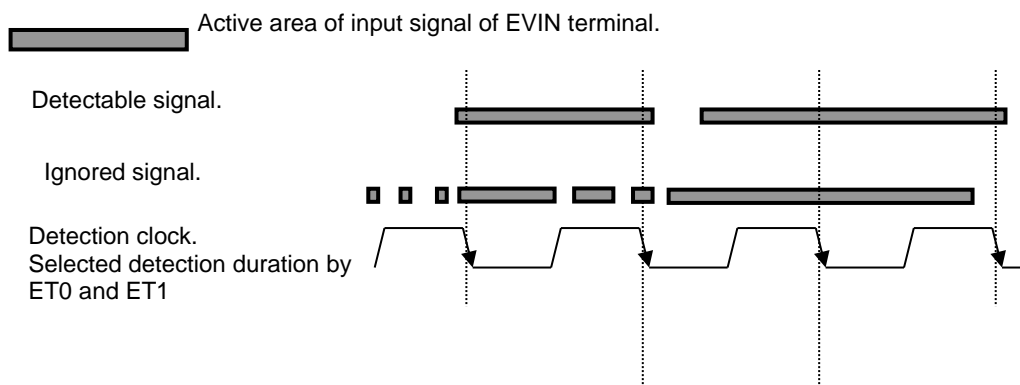 Active area of input signal of EVIN terminal.
Detectable signal.
Ignored signal.
Detection clock.
Selected detection duration by
ET0 and ET1